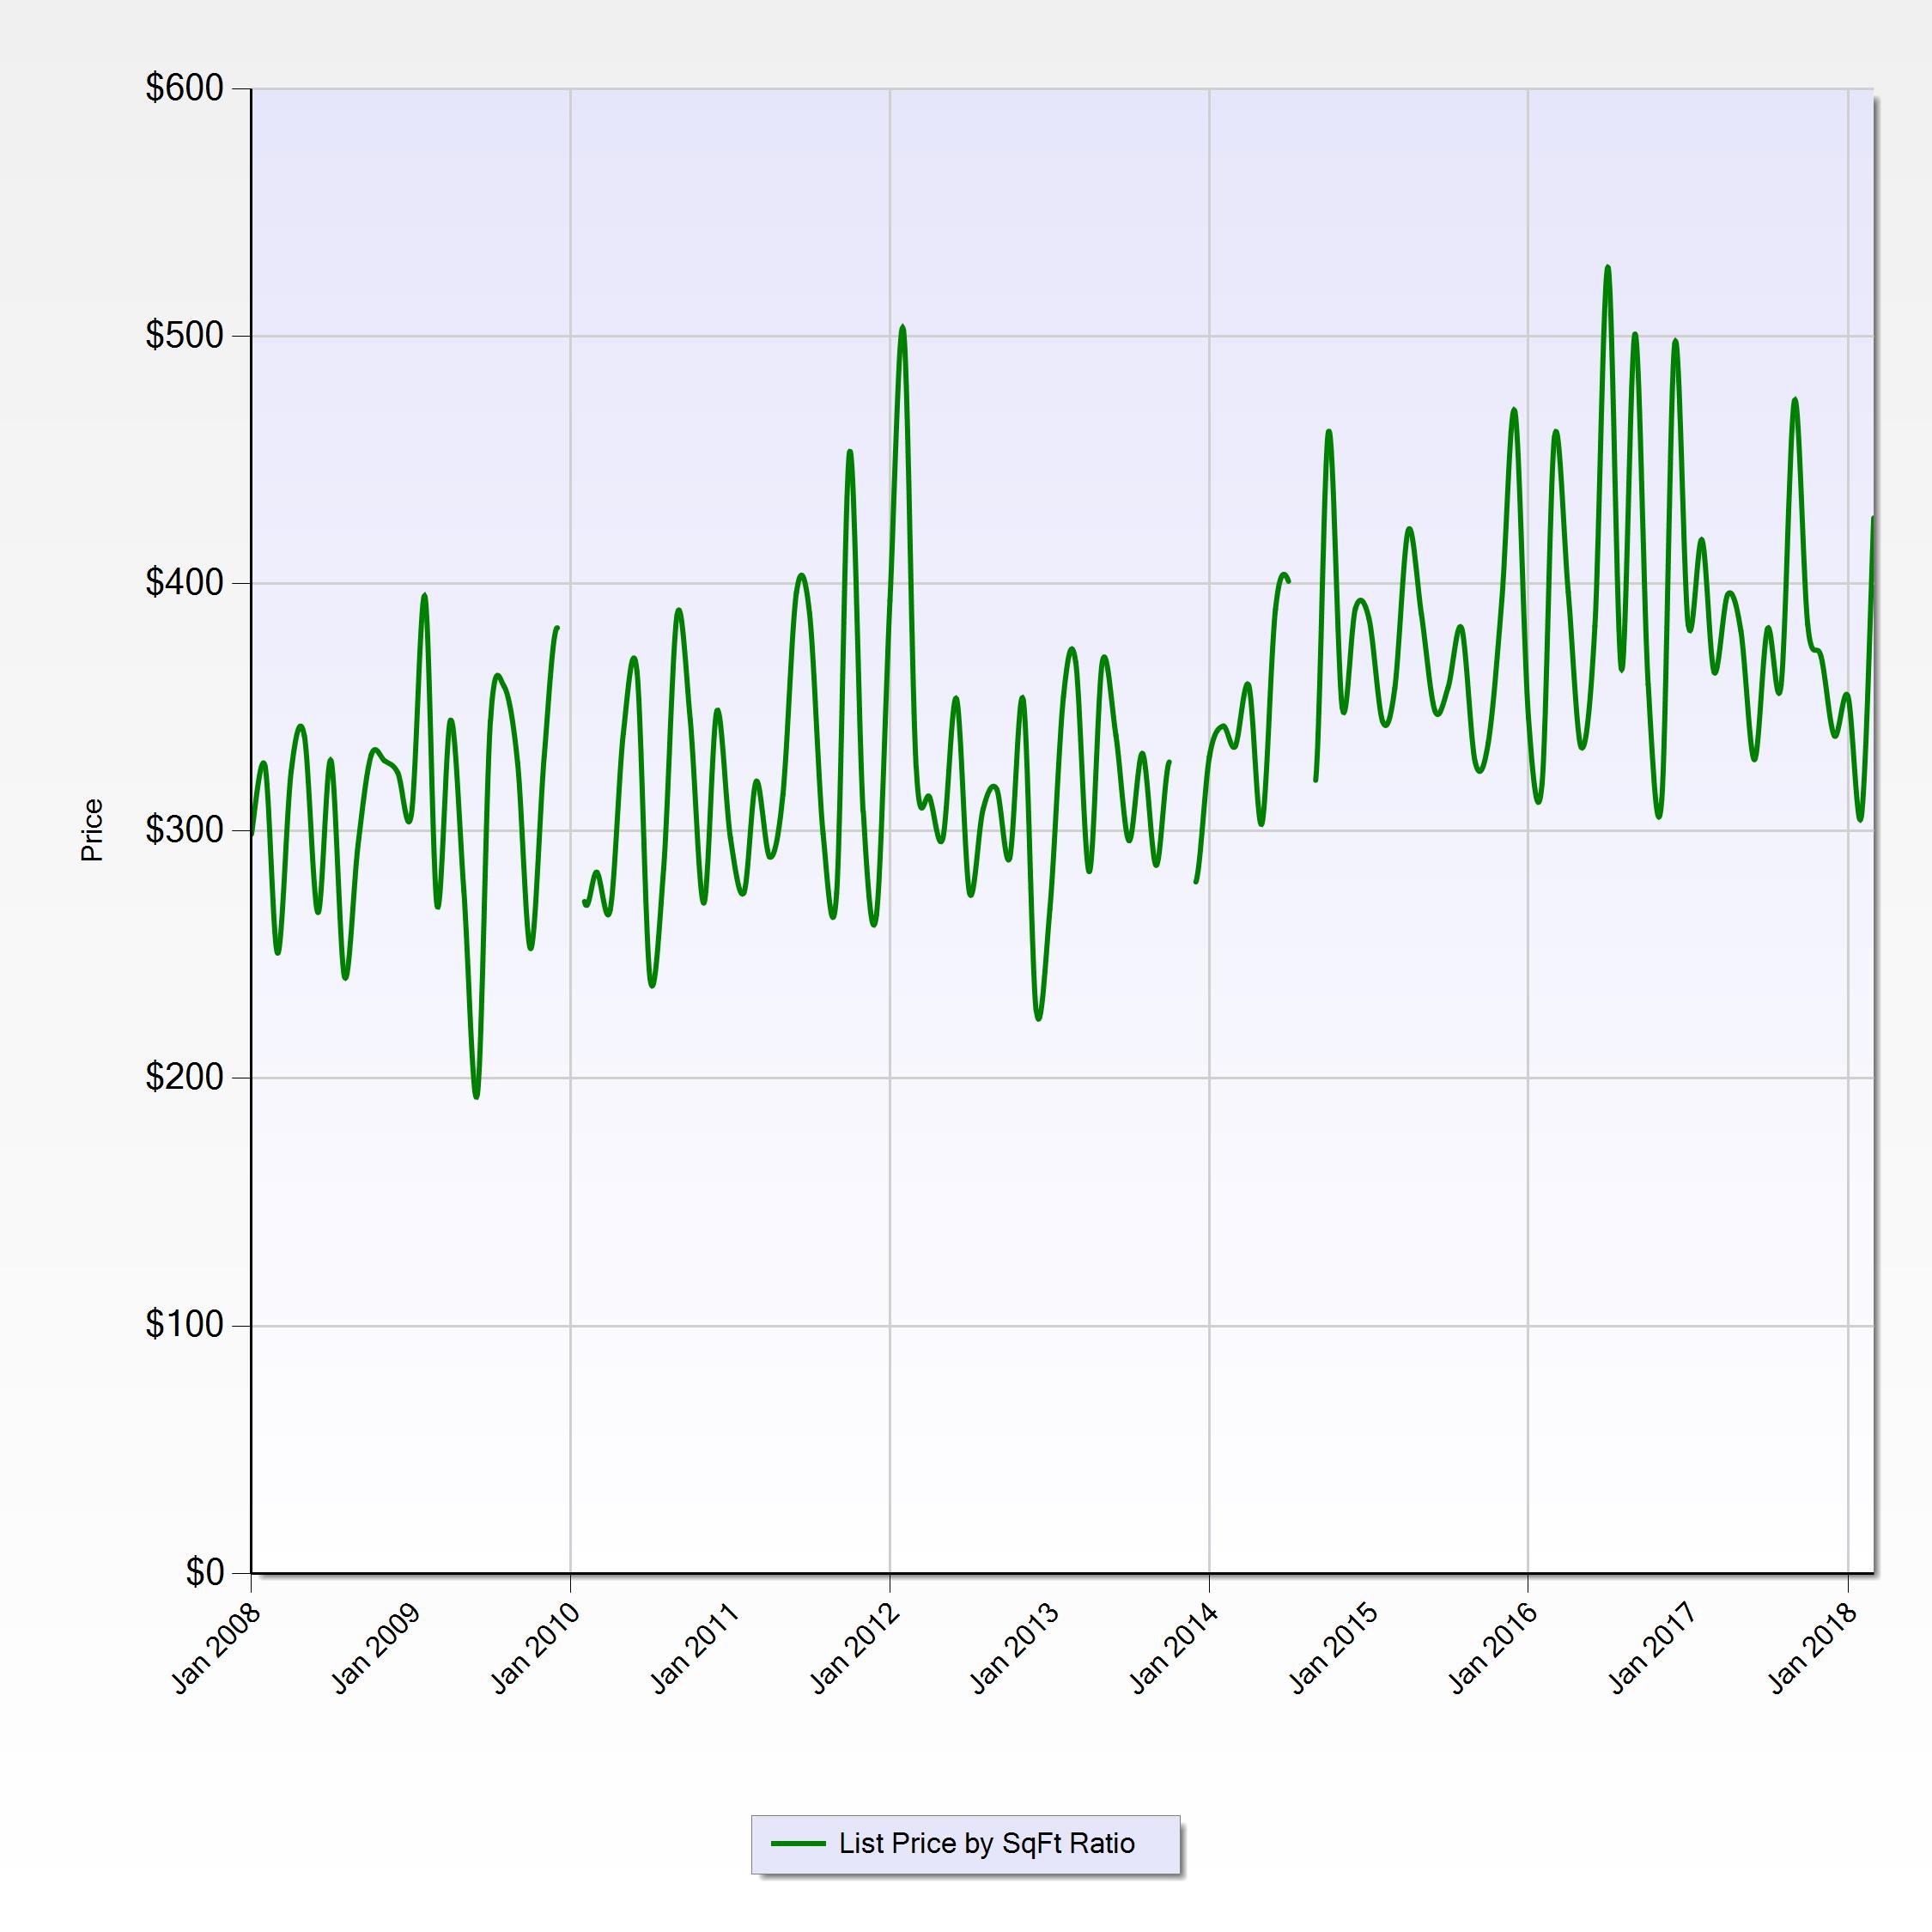 $600
$500
$400
$300
$200
$100
$0
Price
Jan 2008
Jan 2009
Jan 2010
Jan 2011
Jan 2012
Jan 2013
Jan 2014
Jan 2015
Jan 2016
Jan 2017
Jan 2018
List Price by SqFt Ratio